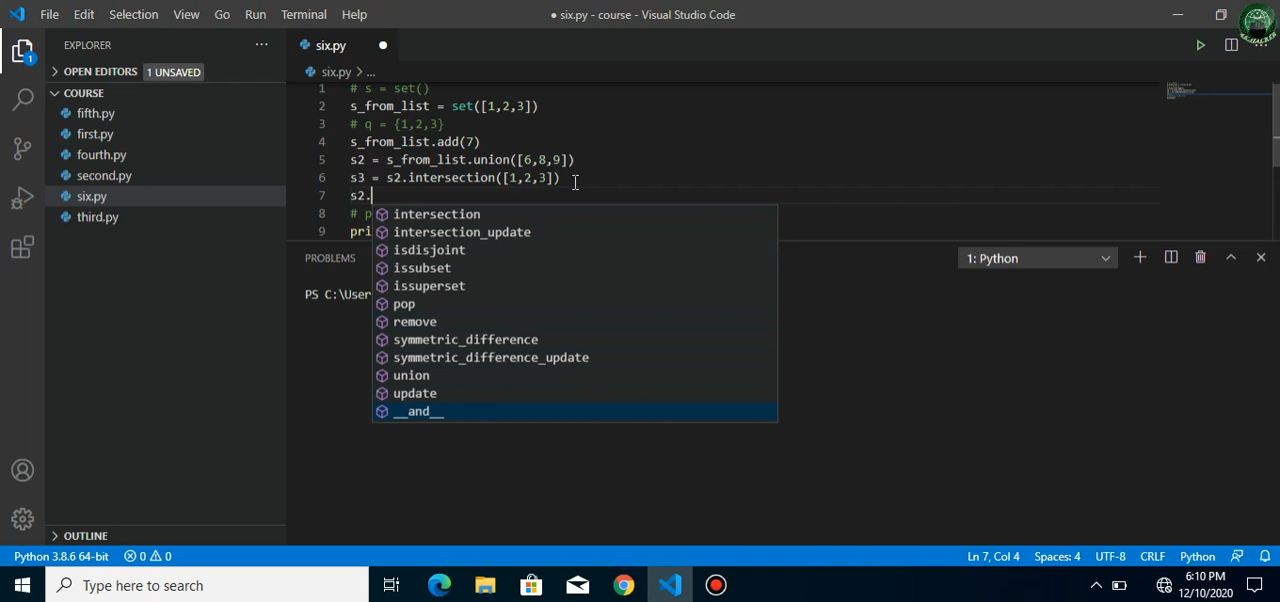 File Edit Selection View Go Run Terminal Help
● six.py - course - Visual Studio Code
EXPLORER
six.py
OPEN EDITORS 1 UNSAVED
six.py > ...
COURSE
fifth.py
first.py
fourth.py
second.py
six.py
third.py
1 # s = set()
2 s_from_list = set([1,2,3])
3 # q = {1,2,3}
4 s_from_list.add(7)
5 s2 = s_from_list.union([6,8,9])
6 s3 = s2.intersection([1,2,3])
7 s2.
8 # p
9 pri
intersection
intersection_update
isdisjoint
issubset
issuperset
pop
remove
symmetric_difference
symmetric_difference_update
union
update
__and__
PROBLEMS
1: Python
PS C:\User
OUTLINE
Python 3.8.6 64-bit 0 0
Ln 7, Col 4 Spaces: 4 UTF-8 CRLF Python
Type here to search
6:10 PM
12/10/2020